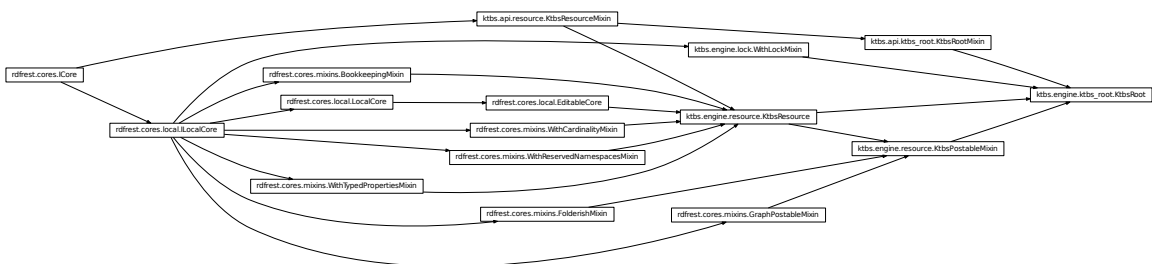 ktbs.api.resource.KtbsResourceMixin
ktbs.api.ktbs_root.KtbsRootMixin
ktbs.engine.lock.WithLockMixin
rdfrest.cores.ICore
rdfrest.cores.mixins.BookkeepingMixin
ktbs.engine.ktbs_root.KtbsRoot
rdfrest.cores.local.LocalCore
rdfrest.cores.local.EditableCore
ktbs.engine.resource.KtbsResource
rdfrest.cores.local.ILocalCore
rdfrest.cores.mixins.WithCardinalityMixin
ktbs.engine.resource.KtbsPostableMixin
rdfrest.cores.mixins.WithReservedNamespacesMixin
rdfrest.cores.mixins.WithTypedPropertiesMixin
rdfrest.cores.mixins.FolderishMixin
rdfrest.cores.mixins.GraphPostableMixin